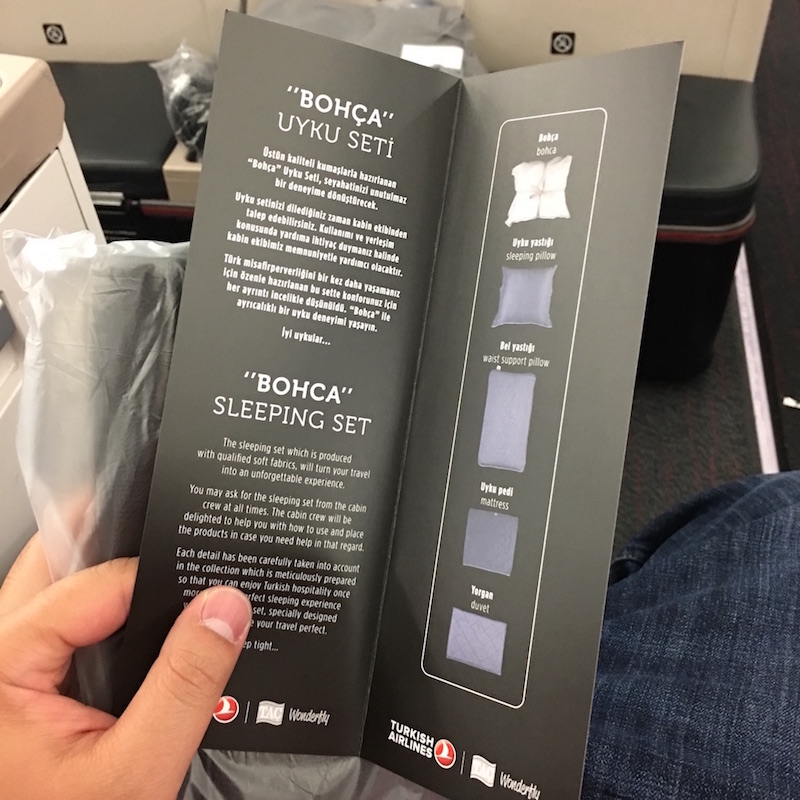 "BOHÇA"
UYKU SETİ
Üstün kaliteli kumaşlarla hazırlanan
“Bohça” Uyku Seti, seyahatinizi unutulmaz
bir deneyime dönüştürecek.
Uyku setinizi dilediğiniz zaman kabin ekibinden
talep edebilirsiniz. Kullanımı ve yerleşim
konusunda yardıma ihtiyaç duymanız halinde
kabin ekibimiz memnuniyetle yardımcı olacaktır.
Türk misafirperverliğini bir kez daha yaşamanız
için özenle hazırlanan bu sette konforunuz için
her ayrıntı incelikle düşünüldü. “Bohça” ile
ayrıcalıklı bir uyku deneyimi yaşayın.
İyi uykular...
"BOHCA"
SLEEPING SET
The sleeping set which is produced
with qualified soft fabrics, will turn your travel
into an unforgettable experience.
You may ask for the sleeping set from the cabin
crew at all times. The cabin crew will be
delighted to help you with how to use and place
the products in case you need help in that regard.
Each detail has been carefully taken into account
in the collection which is meticulously prepared
so that you can enjoy Turkish hospitality once
sleeping experience
set, specially designed
your travel perfect.
tight...
TAÇ Wonderfly
Bohça
bohca
Uyku yastığı
sleeping pillow
Bel yastığı
waist support pillow
Uyku pedi
mattress
Yorgan
duvet
TURKISH
AIRLINES
TAÇ Wonderfly